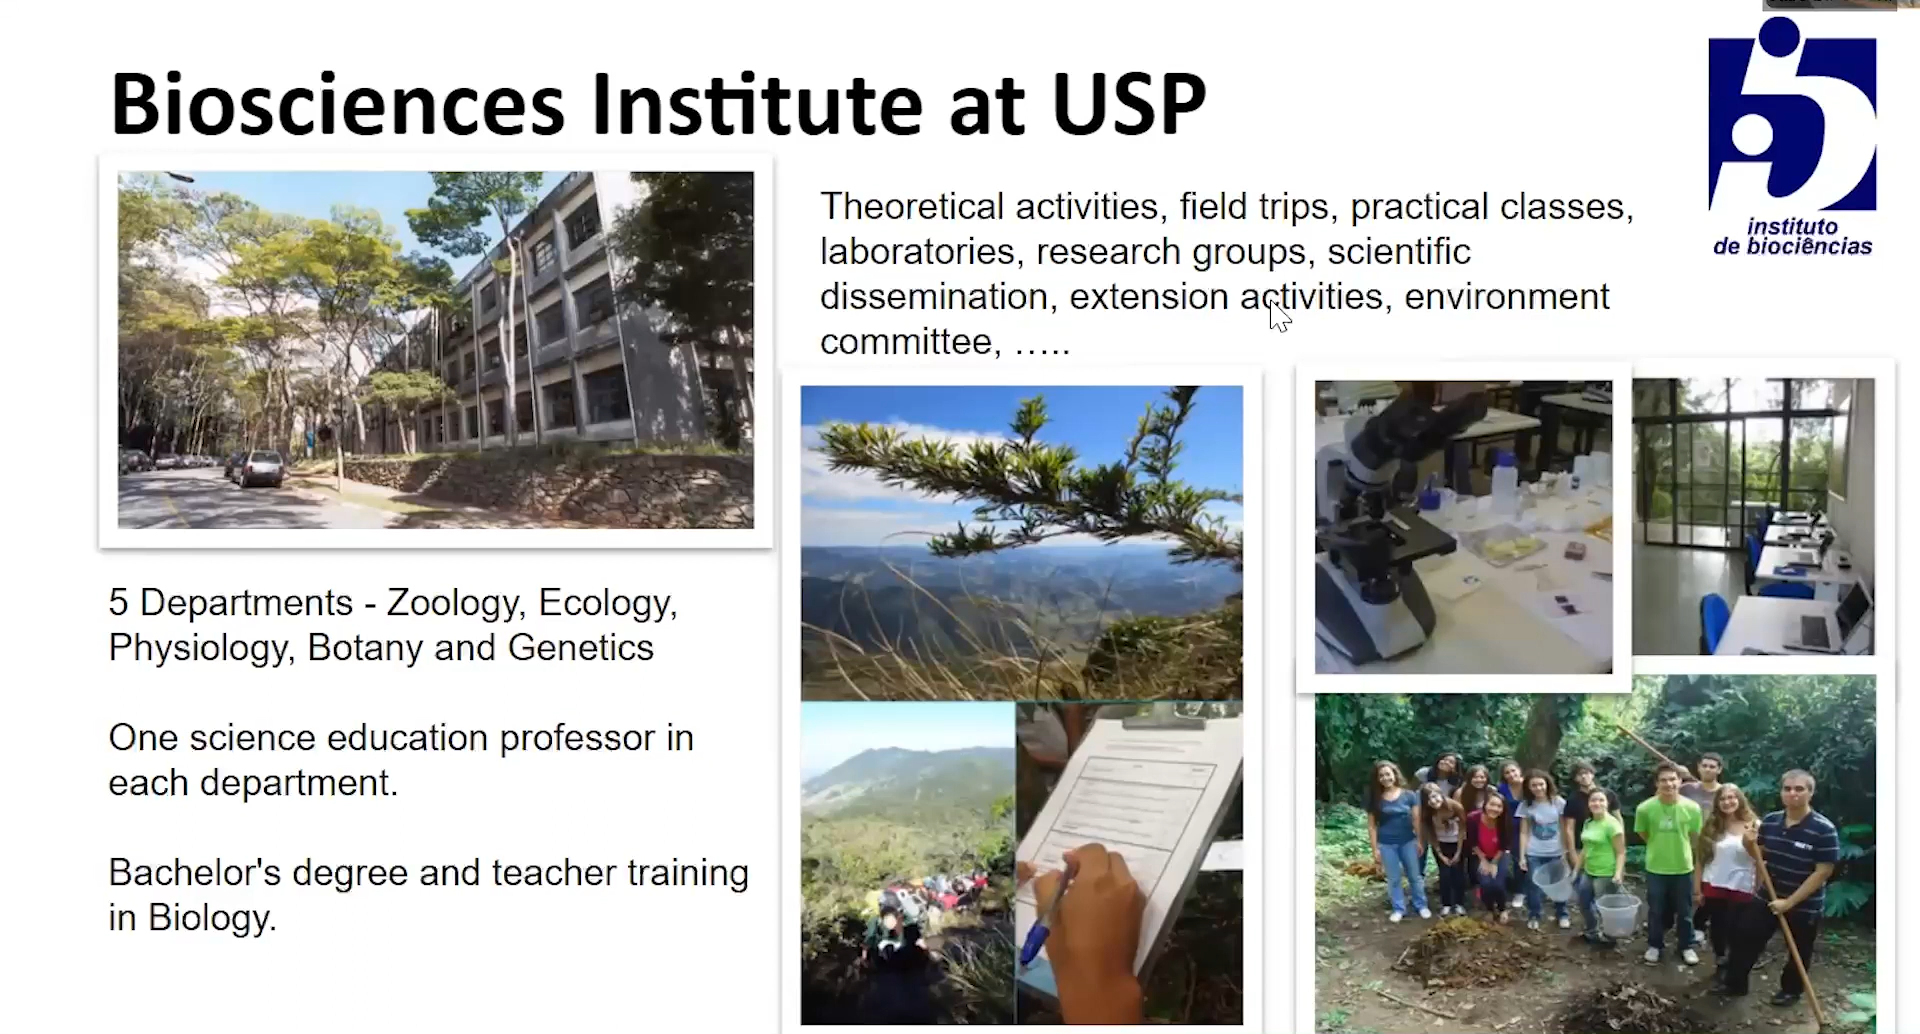 Biosciences Institute at USP
instituto
de biociências
Theoretical activities, field trips, practical classes,
laboratories, research groups, scientific
dissemination, extension activities, environment
committee, .....
5 Departments - Zoology, Ecology,
Physiology, Botany and Genetics
One science education professor in
each department.
Bachelor's degree and teacher training
in Biology.